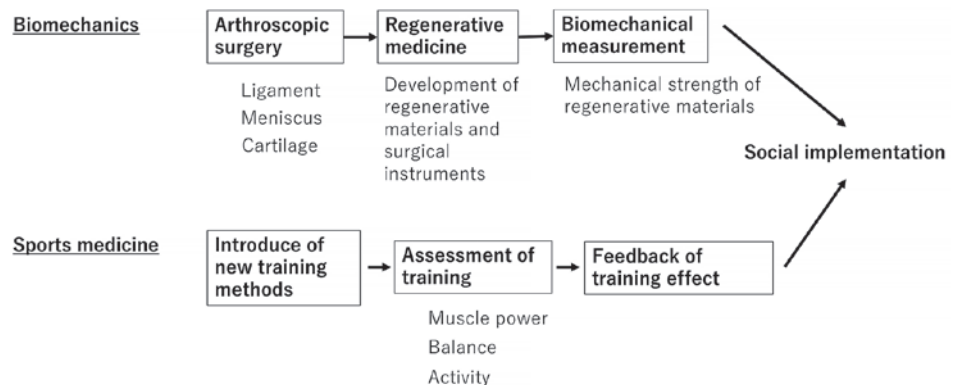 Biomechanics
Arthroscopic
surgery
Ligament
Meniscus
Cartilage
Regenerative
medicine
Development of
regenerative
materials and
surgical
instruments
Biomechanical
measurement
Mechanical strength of
regenerative materials
Social implementation
Sports medicine
Introduce of
new training
methods
Assessment of
training
Muscle power
Balance
Activity
Feedback of
training effect